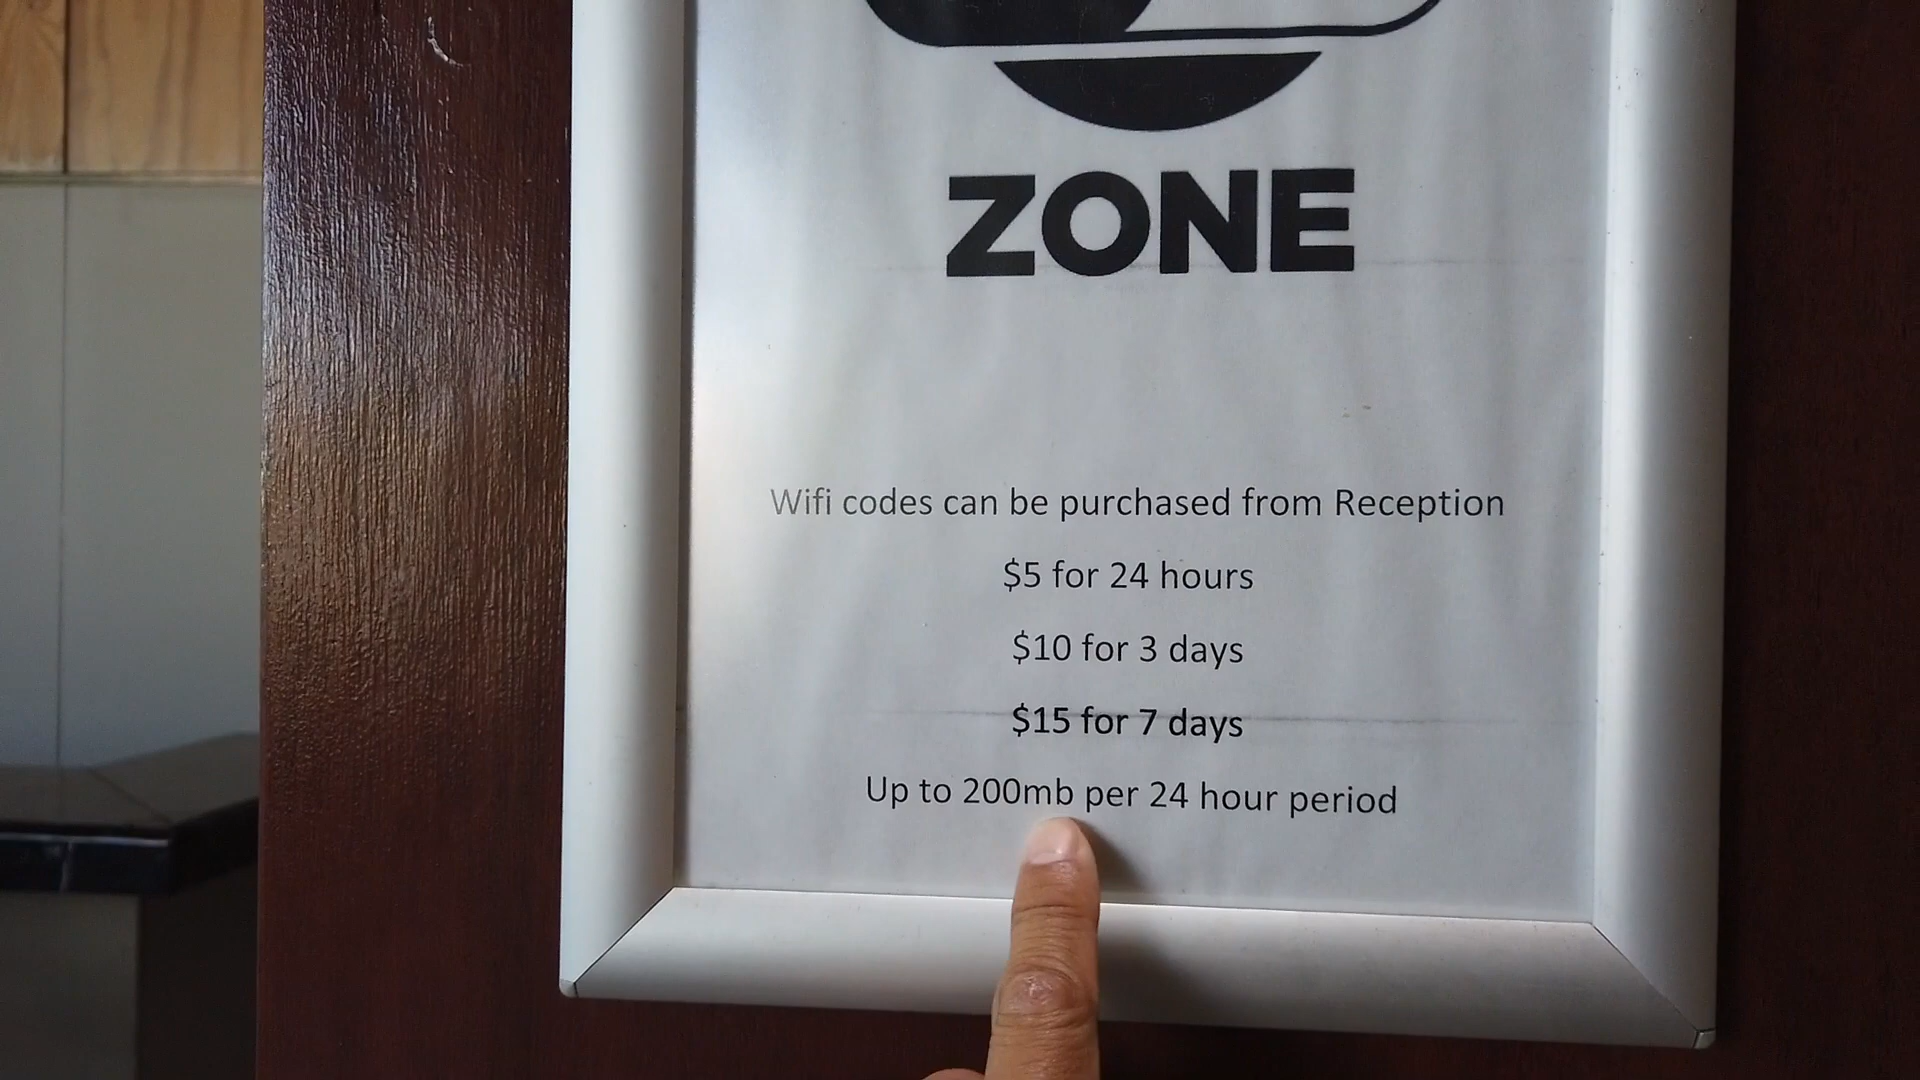 ZONE
Wifi codes can be purchased from Reception
$5 for 24 hours
$10 for 3 days
$15 for 7 days
Up to 200mb per 24 hour period